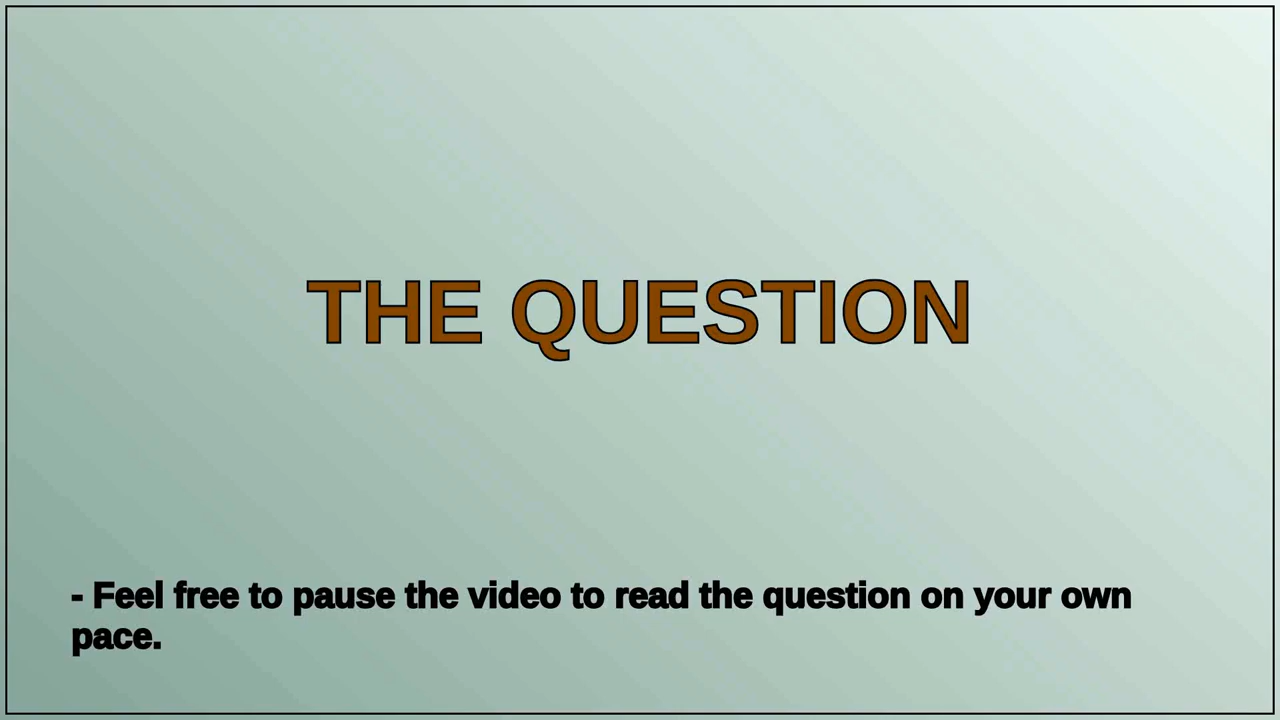 THE QUESTION
- Feel free to pause the video to read the question on your own
pace.